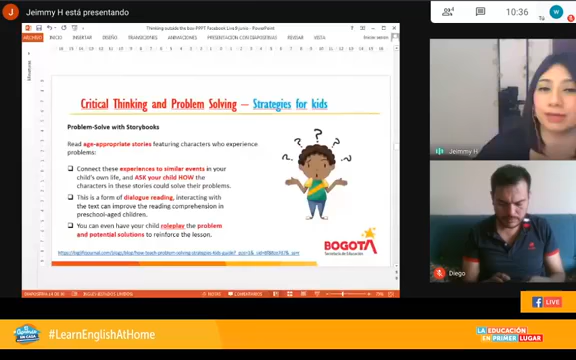 Jeimmy H está presentando
10:36
Thinking outside the box-PPT Facebook Live 8 junio - PowerPoint
ARCHIVO INICIO INSERTAR DISEÑO TRANSICIONES ANIMACIONES PRESENTACIÓN CON DIAPOSITIVAS REVISAR VISTA
Critical Thinking and Problem Solving – Strategies for kids
Problem-Solve with Storybooks
Read age-appropriate stories featuring characters who experience
problems:
Connect these experiences to similar events in your
child's own life, and ASK your child HOW the
characters in these stories could solve their problems.
This is a form of dialogue reading, interacting with
the text can improve the reading comprehension in
preschool-aged children.
You can even have your child roleplay the problem
and potential solutions to reinforce the lesson.
BOGOTÁ
Secretaría de Educación
Jeimmy H
Diego
LIVE
#LearnEnglishAtHome
LA EDUCACIÓN
EN PRIMER LUGAR